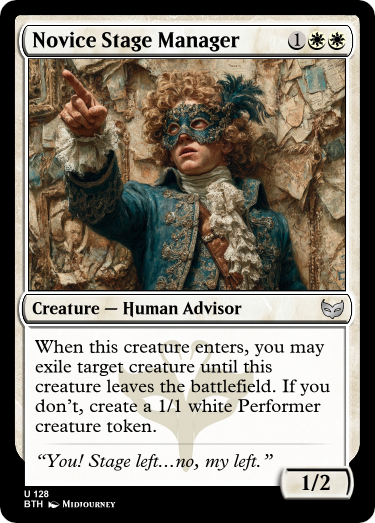 Novice Stage Manager 1
Creature — Human Advisor
When this creature enters, you may
exile target creature until this
creature leaves the battlefield. If you
don't, create a 1/1 white Performer
creature token.
“You! Stage left...no, my left.”
1/2
U 128
BTH Midjourney